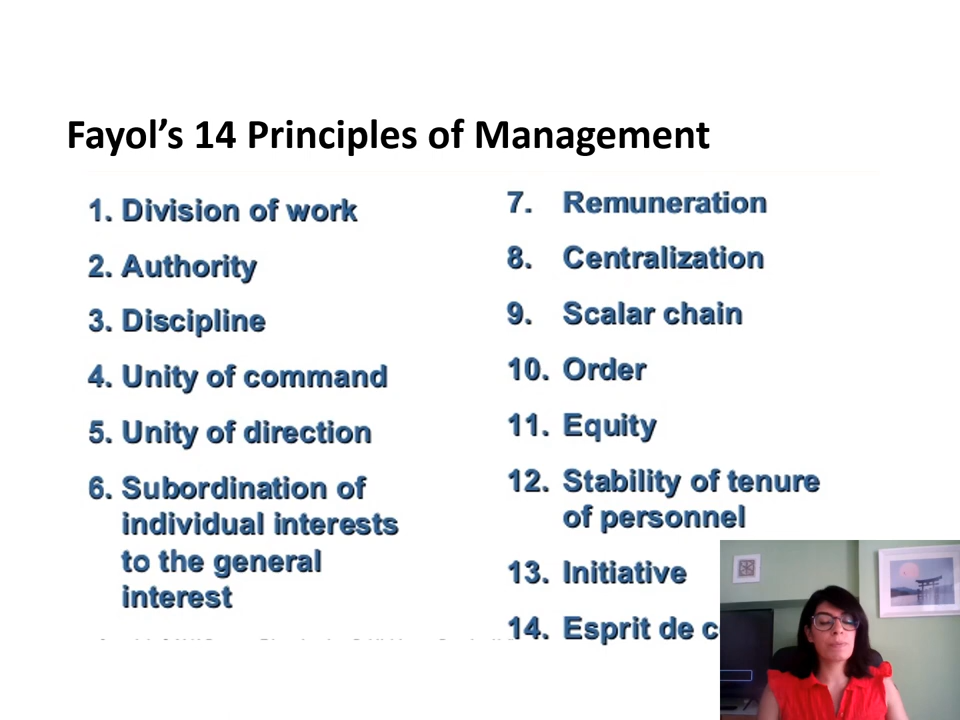 Fayol’s 14 Principles of Management
1. Division of work
2. Authority
3. Discipline
4. Unity of command
5. Unity of direction
6. Subordination of
individual interests
to the general
interest
7. Remuneration
8. Centralization
9. Scalar chain
10. Order
11. Equity
12. Stability of tenure
of personnel
13. Initiative
14. Esprit de c